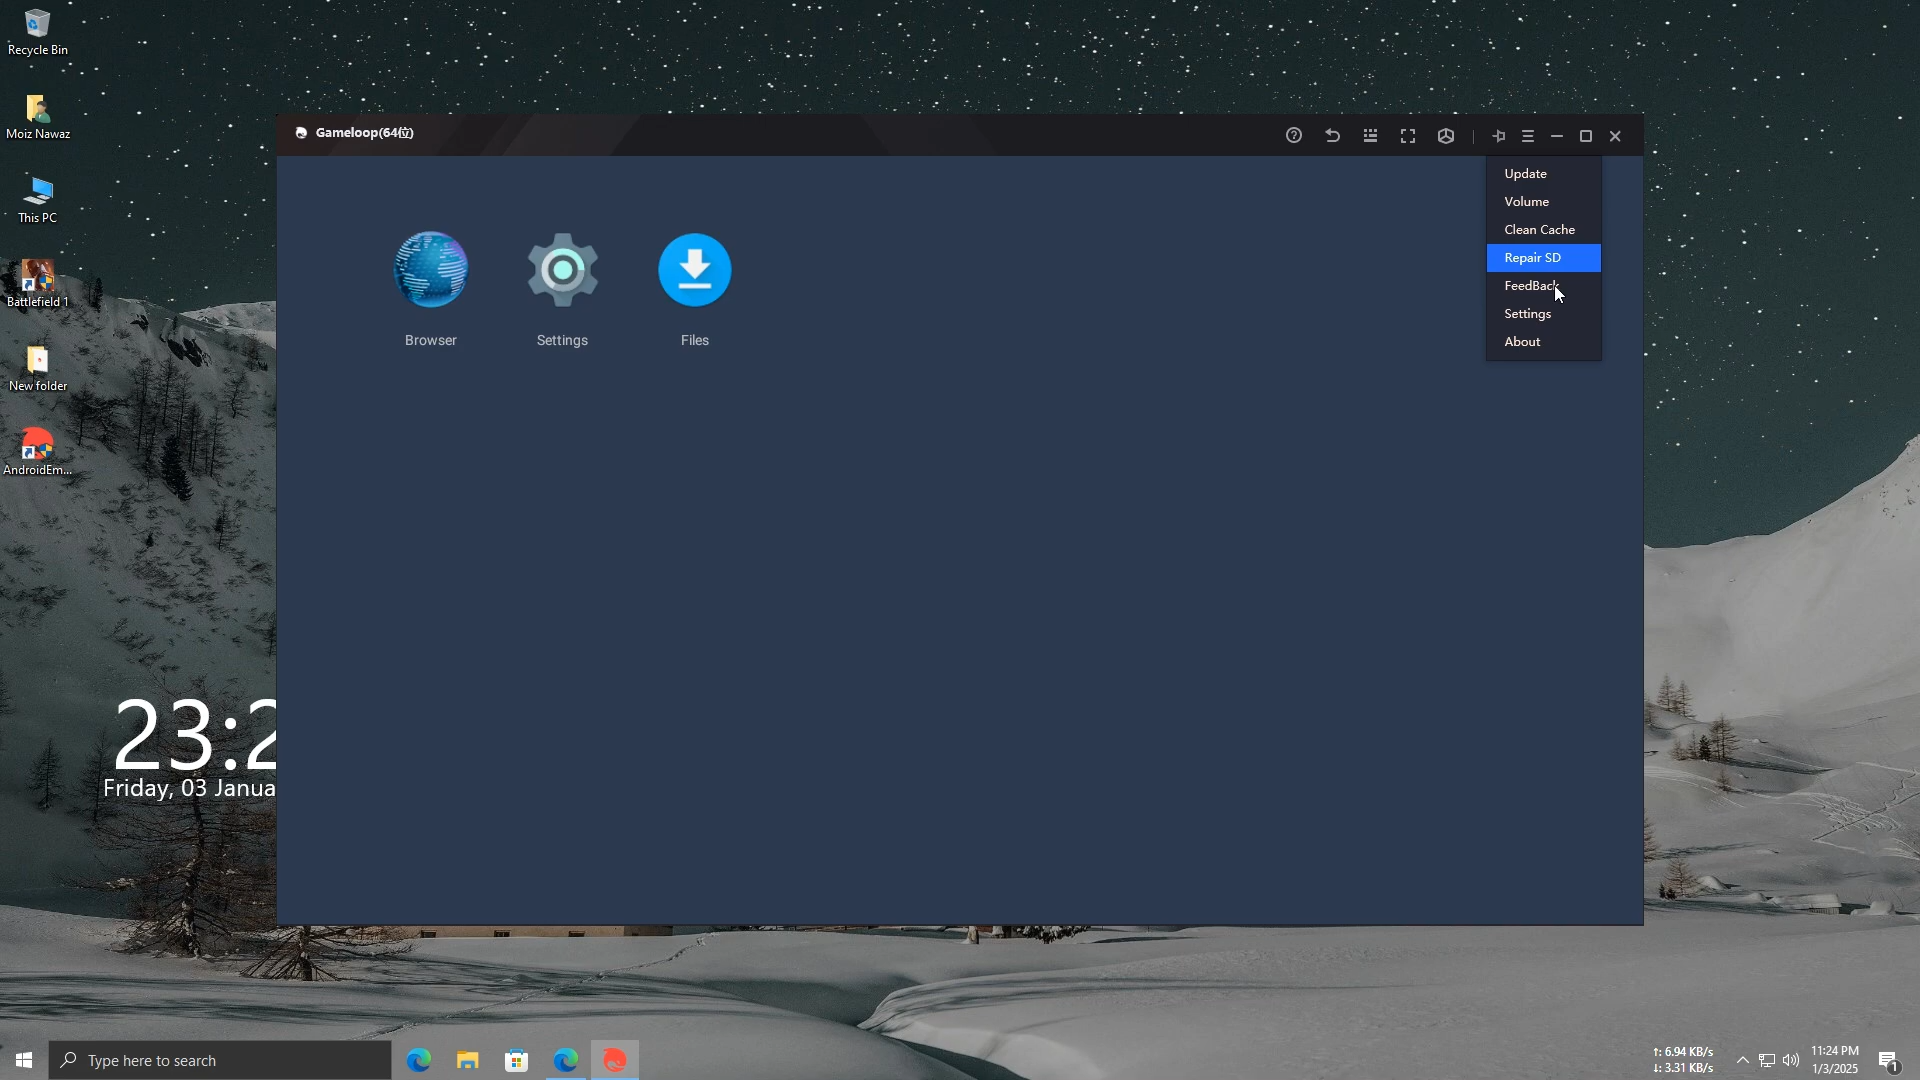 Recycle Bin
Moiz Nawaz
This PC
Battlefield 1
New folder
AndroidEm...
Gameloop(64位)
Update
Volume
Clean Cache
Repair SD
FeedBack
Settings
About
Browser
Settings
Files
23:2
Friday, 03 Janua
Type here to search
↑: 6.94 KB/s
↓: 3.31 KB/s
11:24 PM
1/3/2025
1